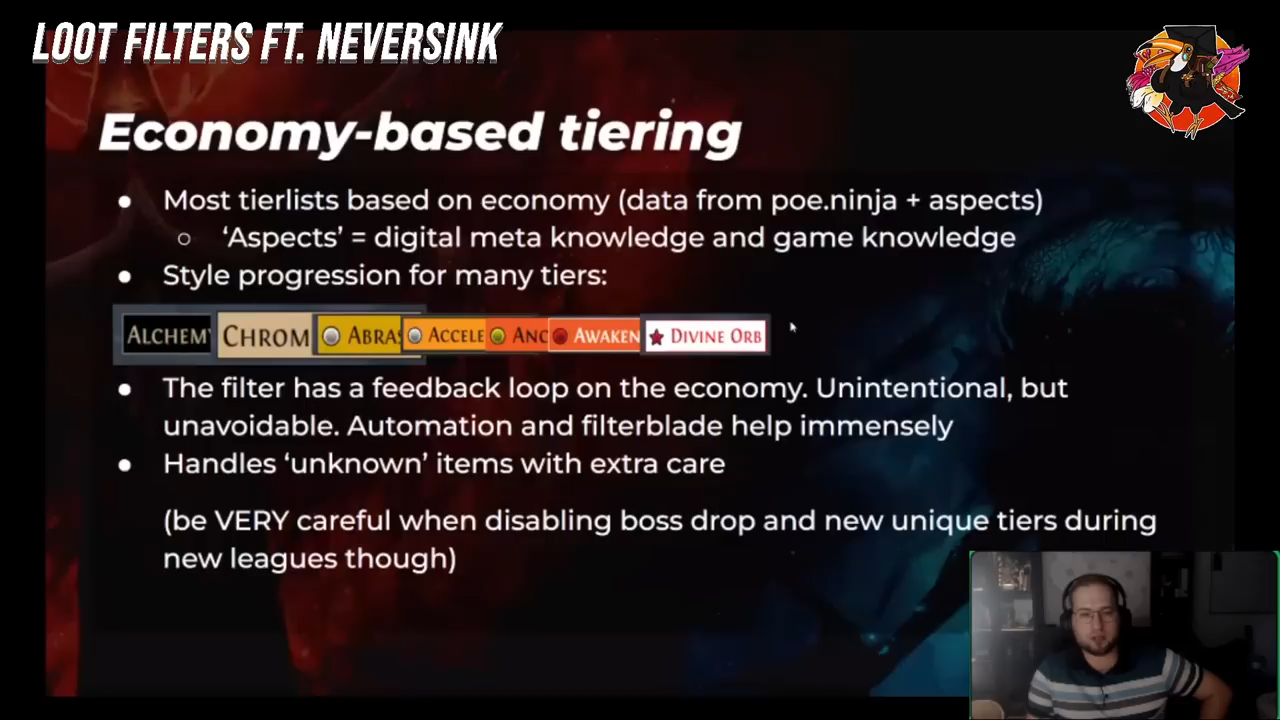 LOOT FILTERS FT. NEVERSINK
Economy-based tiering
● Most tierlists based on economy (data from poe.ninja + aspects)
○ ‘Aspects’ = digital meta knowledge and game knowledge
● Style progression for many tiers:
ALCHEMY CHROM ABRAS ACCELE ANC AWAKEN DIVINE ORB
● The filter has a feedback loop on the economy. Unintentional, but
unavoidable. Automation and filterblade help immensely
● Handles ‘unknown’ items with extra care
(be VERY careful when disabling boss drop and new unique tiers during
new leagues though)